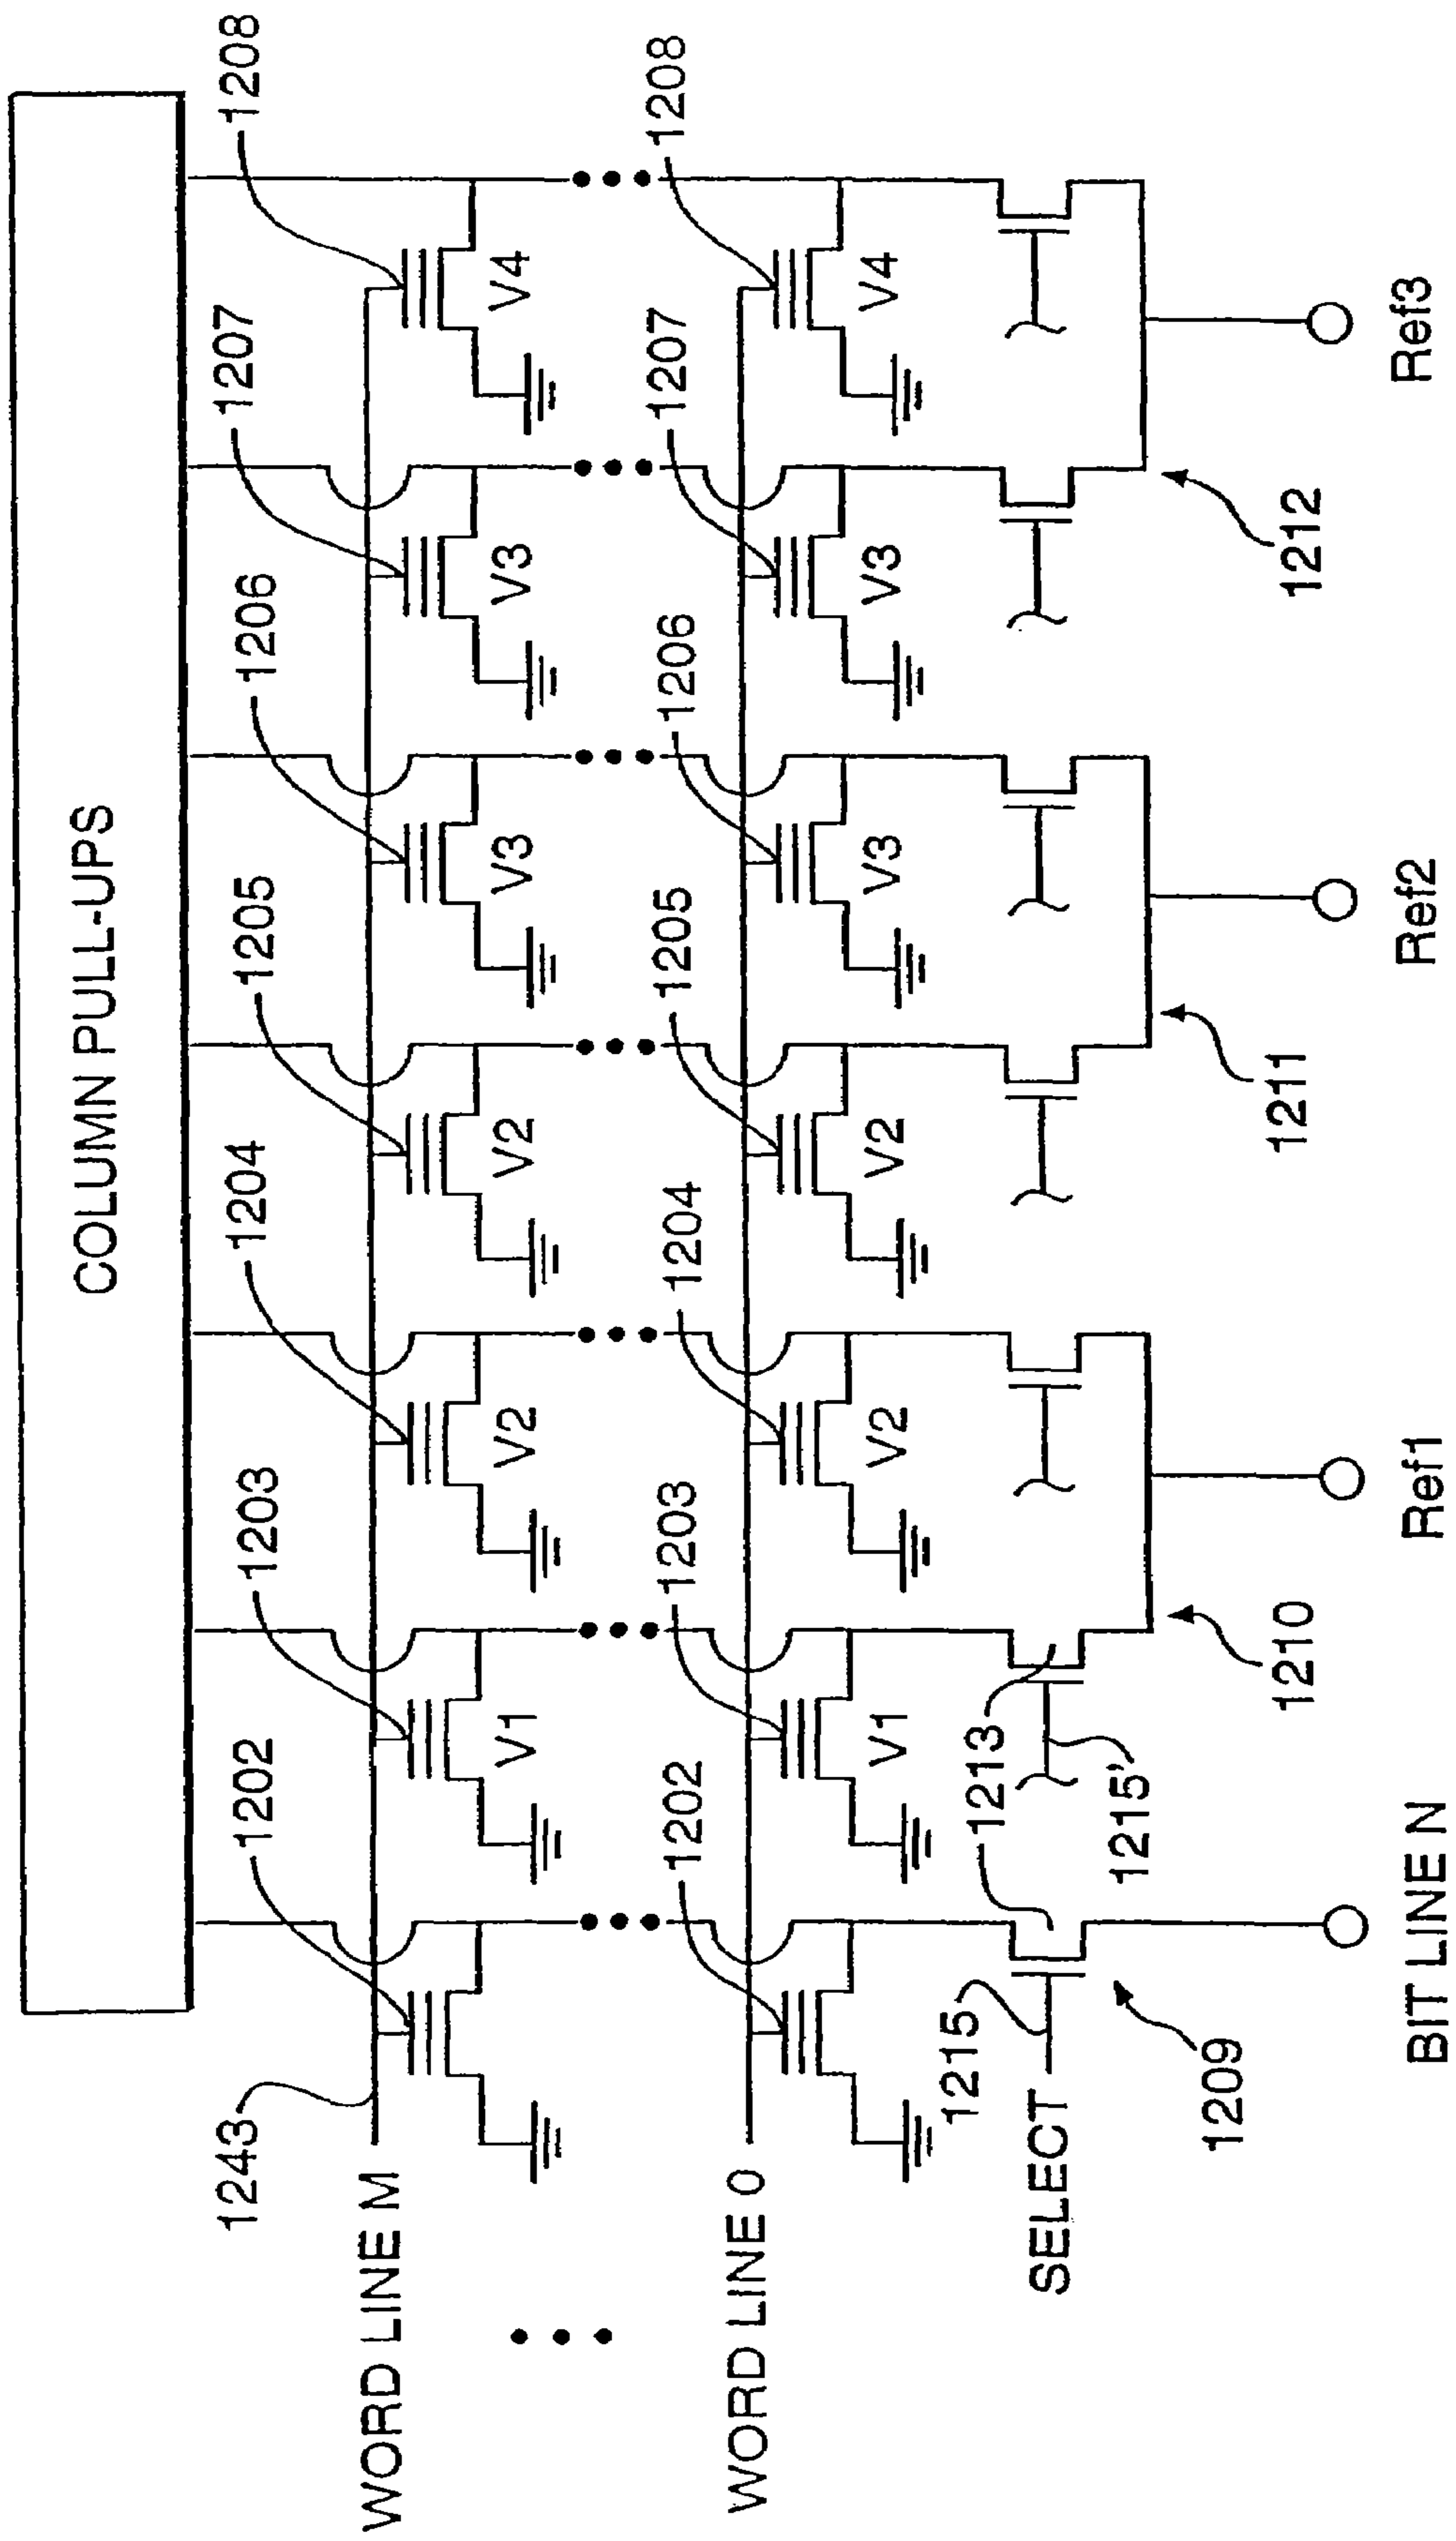 COLUMN PULL-UPS
1243
1202
1203
1204
1205
1206
1207
1208
WORD LINE M
V1
V2
V2
V3
V3
V4
1202
1203
1204
1205
1206
1207
1208
WORD LINE 0
V1
V2
V2
V3
V3
V4
1215
1213
SELECT
1215'
1209
1210
1211
1212
BIT LINE N
Ref1
Ref2
Ref3